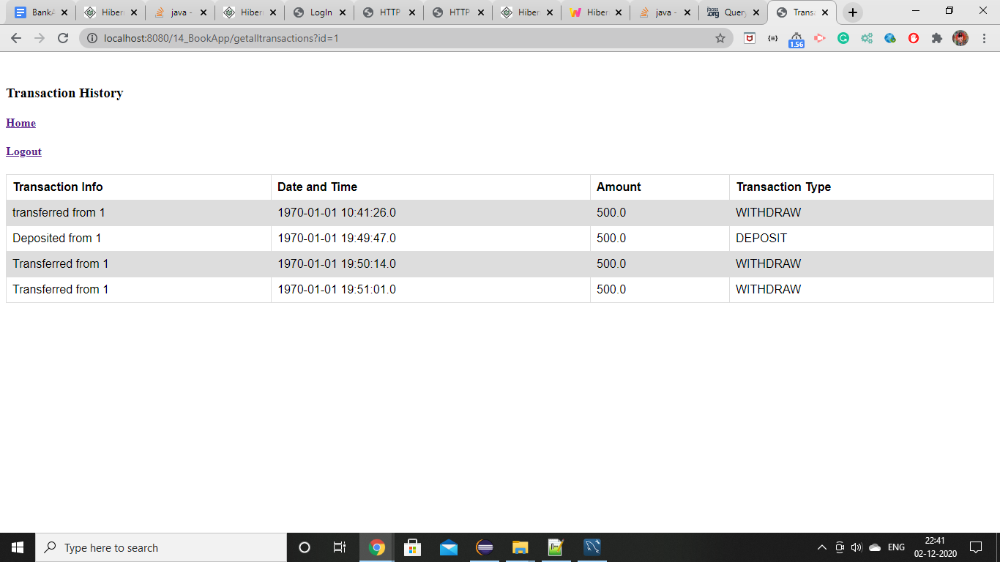 BankA
Hiber
java -
Hiber
LogIn
HTTP
HTTP
Hiber
Hiber
java -
jboss.org
Query
Transa
localhost:8080/14_BookApp/getalltransactions?id=1
1.56
Transaction History
Home
Logout
Transaction Info Date and Time Amount Transaction Type
transferred from 1 1970-01-01 10:41:26.0 500.0 WITHDRAW
Deposited from 1 1970-01-01 19:49:47.0 500.0 DEPOSIT
Transferred from 1 1970-01-01 19:50:14.0 500.0 WITHDRAW
Transferred from 1 1970-01-01 19:51:01.0 500.0 WITHDRAW
Type here to search
ENG
22:41
02-12-2020